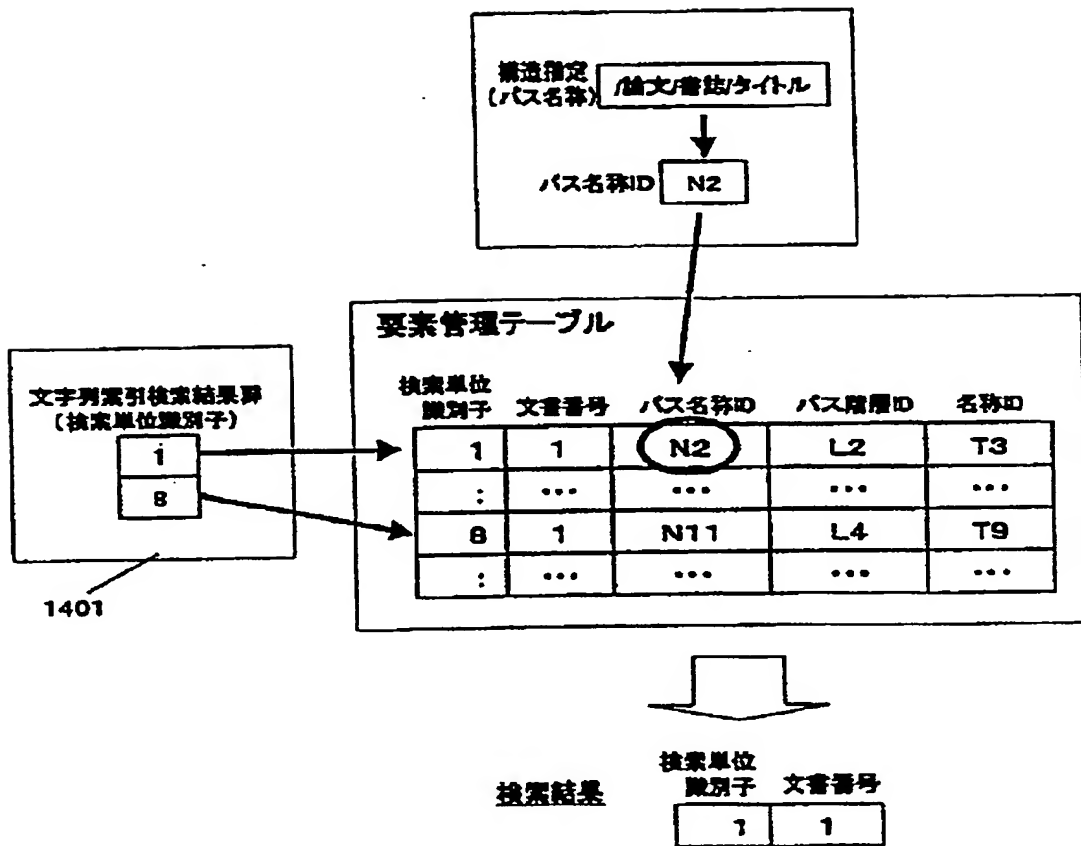 構造指定
(パス名称)
/論文/書誌/タイトル
パス名称ID
N2
要素管理テーブル
文字列索引検索結果群
(検索単位識別子)
1
8
1401
検索単位
識別子 文書番号 パス名称ID パス階層ID 名称ID
1 1 N2 L2 T3
: ... ... ... ...
8 1 N11 L4 T9
: ... ... ... ...
検索結果
検索単位
識別子 文書番号
1 1